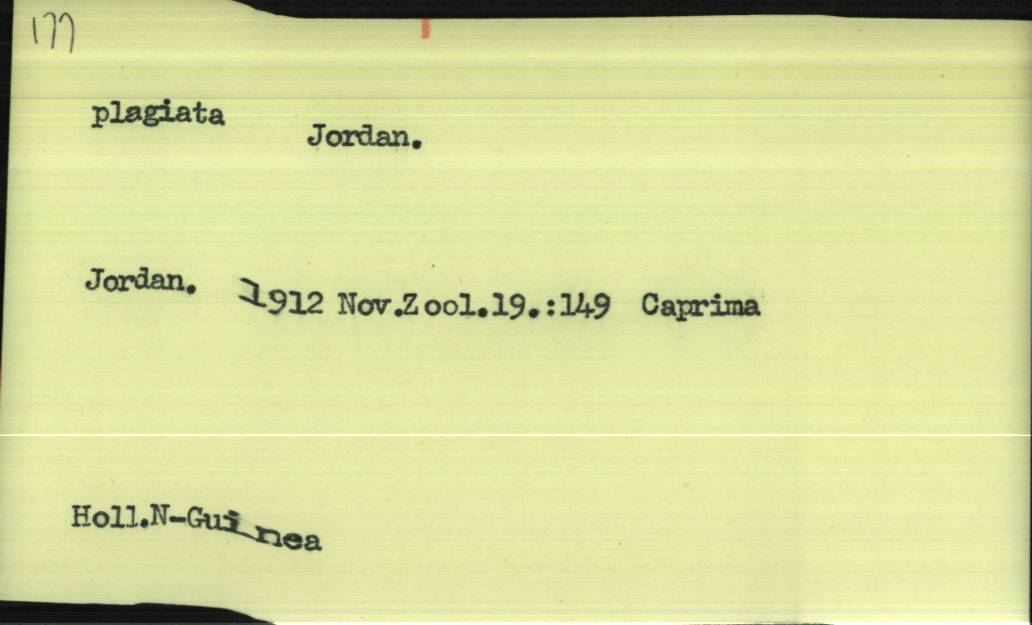 177
plagiata Jordan.
Jordan. 1912 Nov.Zool.19.:149 Caprima
Holl.N-Guinea